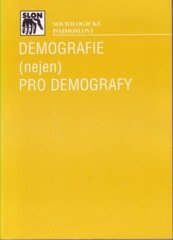 SLON
SOCIOLOGICKÉ
POJMOSLOVÍ
DEMOGRAFIE
(nejen)
PRO DEMOGRAFY